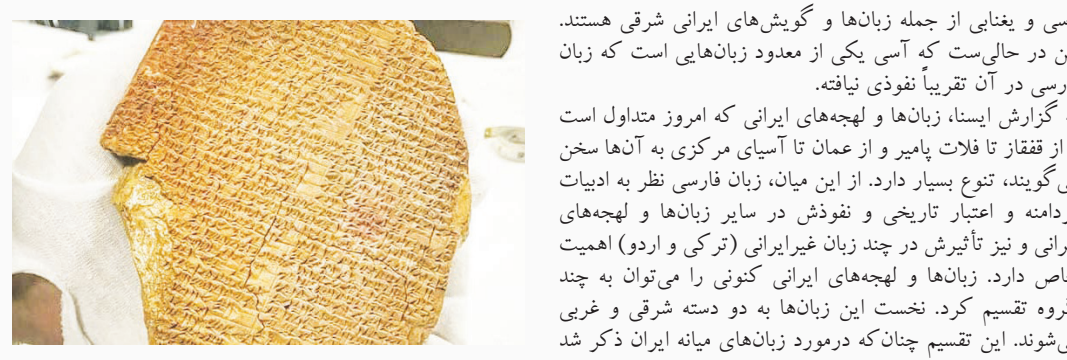 سی و یغنابی از جمله زبان‌ها و گویش‌های ایرانی شرقی هستند.
در حالی‌ست که آسی یکی از معدود زبان‌هایی است که زبان
در آن تقریباً نفوذی نیافته.
گزارش ایسنا، زبان‌ها و لهجه‌های ایرانی که امروز متداول است
از قفقاز تا فلات پامیر و از عمان تا آسیای مرکزی به آن‌ها سخن
گویند، تنوع بسیار دارد. از این میان، زبان فارسی نظر به ادبیات
و اعتبار تاریخی و نفوذش در سایر زبان‌ها و لهجه‌های
و نیز تأثیرش در چند زبان غیرایرانی (ترکی و اردو) اهمیت
دارد. زبان‌ها و لهجه‌های ایرانی کنونی را می‌توان به چند
تقسیم کرد. نخست این زبان‌ها به دو دسته شرقی و غربی
شوند. این تقسیم چنان‌که درمورد زبان‌های میانه ایران ذکر شد